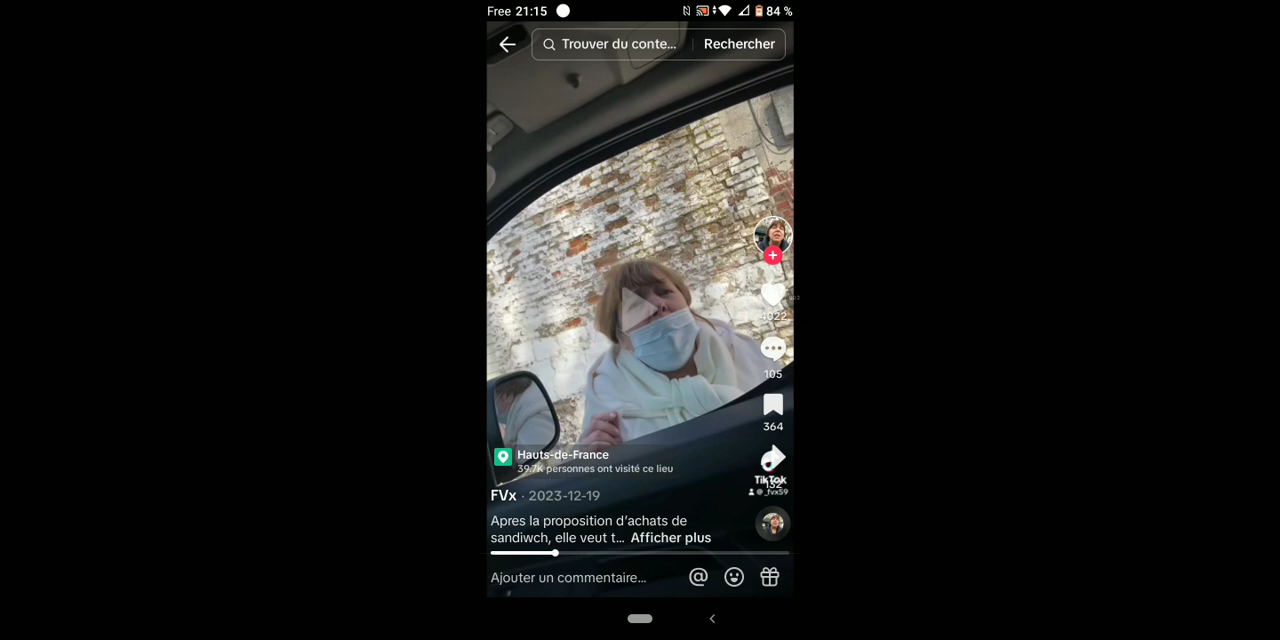 Free 21:15
84 %
Trouver du conte... Rechercher
4022
105
364
Hauts-de-France
39.7K personnes ont visité ce lieu
132
TikTok
@_fvx59
FVx · 2023-12-19
Apres la proposition d'achats de
sandiwch, elle veut t... Afficher plus
Ajouter un commentaire...